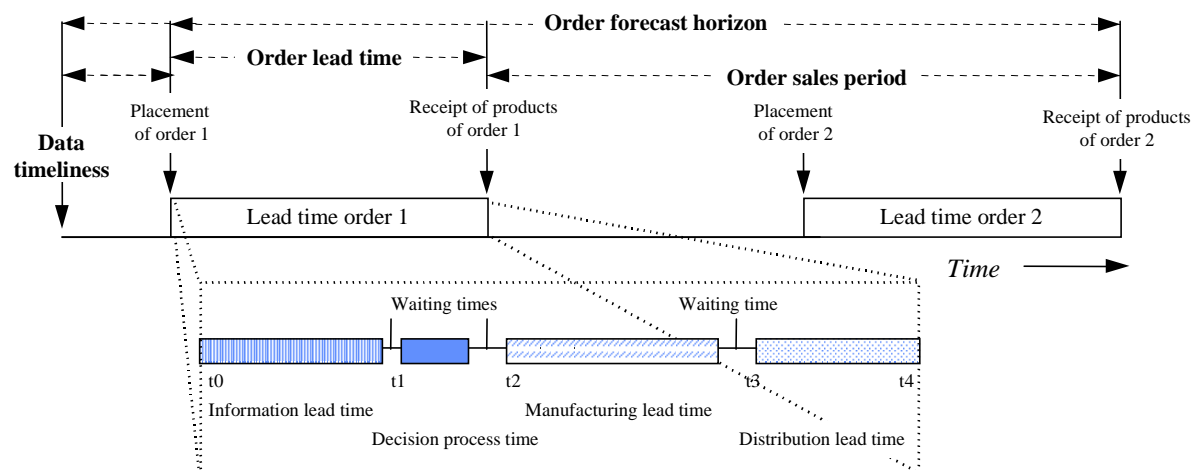 Order forecast horizon
Order lead time
Order sales period
Placement
of order 1
Receipt of products
of order 1
Placement
of order 2
Receipt of products
of order 2
Data
timeliness
Lead time order 1
Lead time order 2
Time
Waiting times
Waiting time
t0
t1
t2
t3
t4
Information lead time
Manufacturing lead time
Decision process time
Distribution lead time